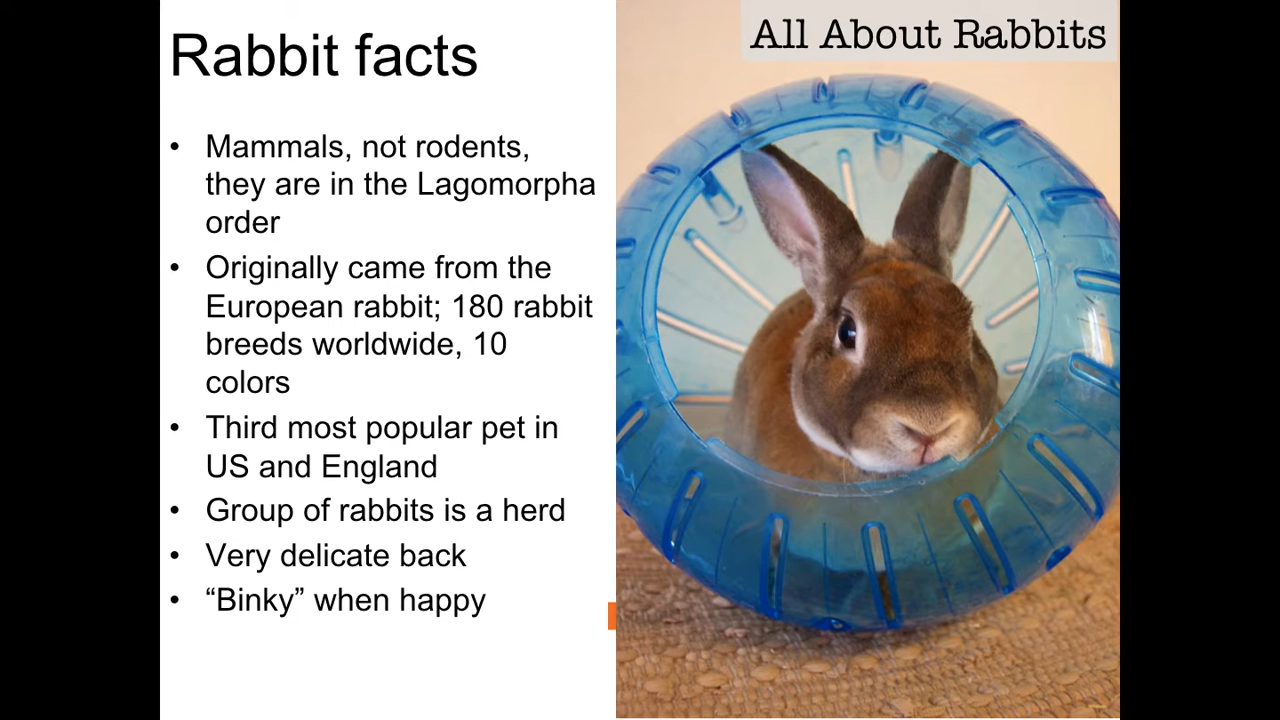 Rabbit facts
• Mammals, not rodents,
they are in the Lagomorpha
order
• Originally came from the
European rabbit; 180 rabbit
breeds worldwide, 10
colors
• Third most popular pet in
US and England
• Group of rabbits is a herd
• Very delicate back
• “Binky” when happy
All About Rabbits